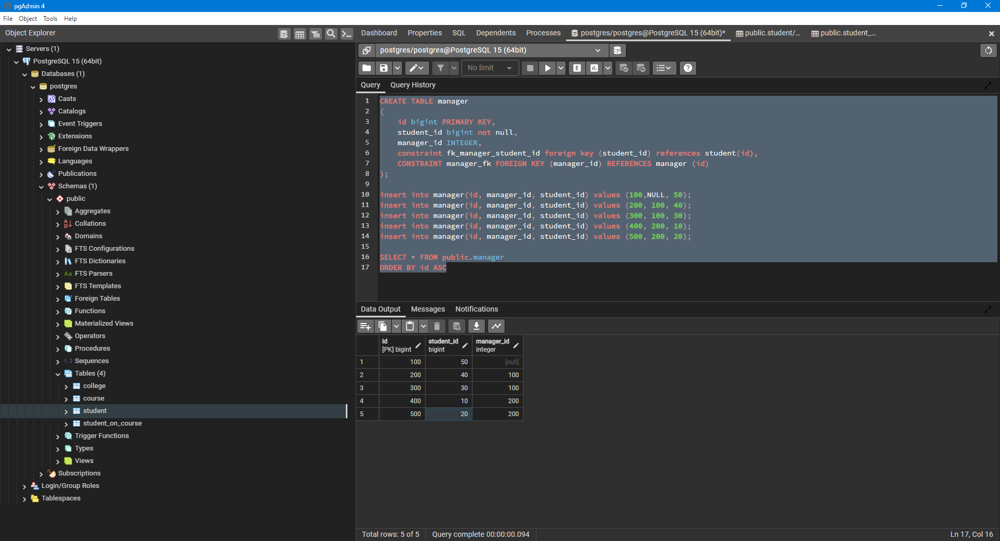 pgAdmin 4
File Object Tools Help
Object Explorer
Servers (1)
PostgreSQL 15 (64bit)
Databases (1)
postgres
Casts
Catalogs
Event Triggers
Extensions
Foreign Data Wrappers
Languages
Publications
Schemas (1)
public
Aggregates
Collations
Domains
FTS Configurations
FTS Dictionaries
Aa FTS Parsers
FTS Templates
Foreign Tables
Functions
Materialized Views
Operators
Procedures
1..3 Sequences
Tables (4)
college
course
student
student_on_course
Trigger Functions
Types
Views
Subscriptions
Login/Group Roles
Tablespaces
Dashboard Properties SQL Dependents Processes postgres/postgres@PostgreSQL 15 (64bit)* public.student/... public.student_...
postgres/postgres@PostgreSQL 15 (64bit)
No limit E
Query Query History
1 CREATE TABLE manager
2 (
3 id bigint PRIMARY KEY,
4 student_id bigint not null,
5 manager_id INTEGER,
6 constraint fk_manager_student_id foreign key (student_id) references student(id),
7 CONSTRAINT manager_fk FOREIGN KEY (manager_id) REFERENCES manager (id)
8 );
9
10 insert into manager(id, manager_id, student_id) values (100,NULL, 50);
11 insert into manager(id, manager_id, student_id) values (200, 100, 40);
12 insert into manager(id, manager_id, student_id) values (300, 100, 30);
13 insert into manager(id, manager_id, student_id) values (400, 200, 10);
14 insert into manager(id, manager_id, student_id) values (500, 200, 20);
15
16 SELECT * FROM public.manager
17 ORDER BY id ASC
Data Output Messages Notifications
id student_id manager_id
[PK] bigint bigint integer
1 100 50 [null]
2 200 40 100
3 300 30 100
4 400 10 200
5 500 20 200
Total rows: 5 of 5 Query complete 00:00:00.094 Ln 17, Col 16